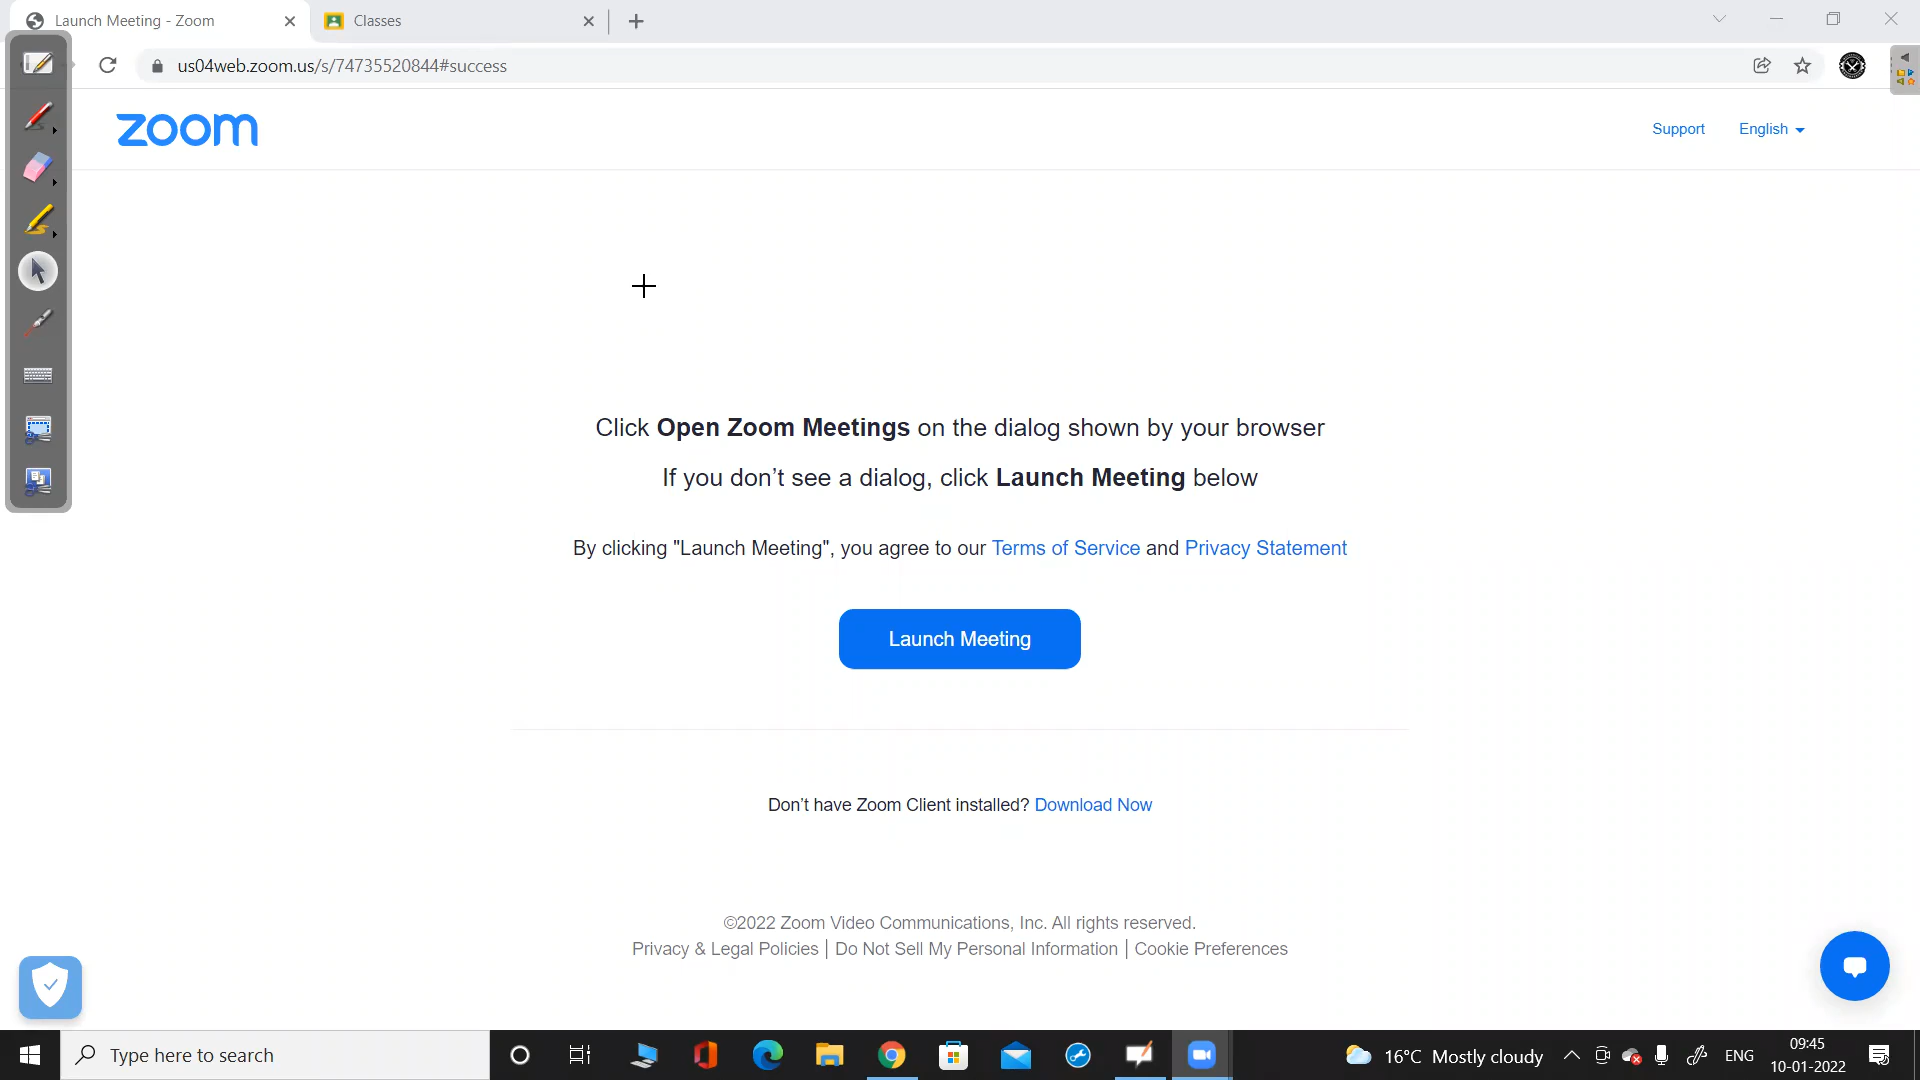 Launch Meeting - Zoom
Classes
us04web.zoom.us/s/74735520844#success
zoom
Support
English
Click Open Zoom Meetings on the dialog shown by your browser
If you don’t see a dialog, click Launch Meeting below
By clicking "Launch Meeting", you agree to our Terms of Service and Privacy Statement
Launch Meeting
Don’t have Zoom Client installed? Download Now
©2022 Zoom Video Communications, Inc. All rights reserved.
Privacy & Legal Policies | Do Not Sell My Personal Information | Cookie Preferences
Type here to search
16°C Mostly cloudy
ENG
09:45
10-01-2022